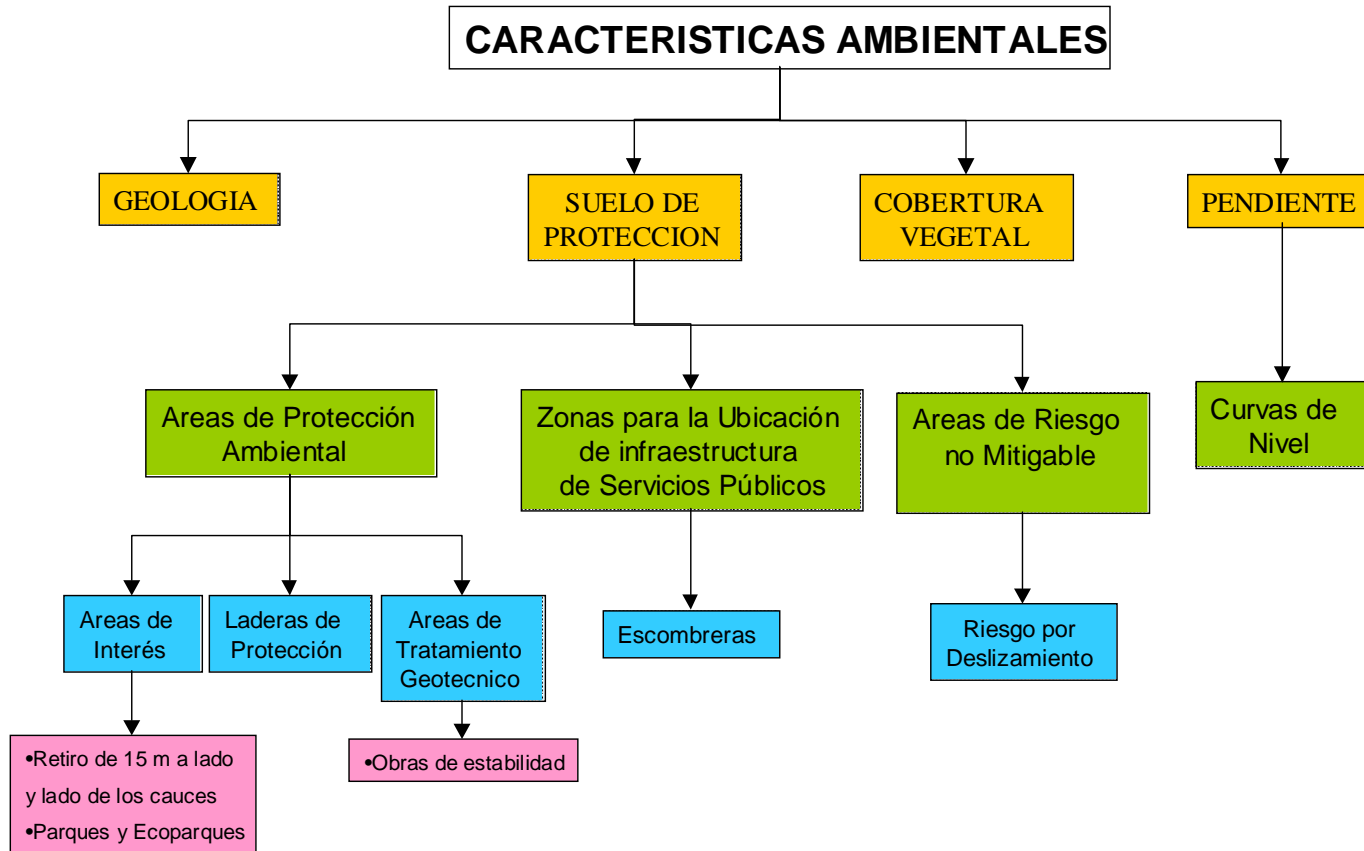 CARACTERISTICAS AMBIENTALES
GEOLOGIA
SUELO DE
PROTECCION
COBERTURA
VEGETAL
PENDIENTE
Areas de Protección
Ambiental
Zonas para la Ubicación
de infraestructura
de Servicios Públicos
Areas de Riesgo
no Mitigable
Curvas de
Nivel
Areas de
Interés
Laderas de
Protección
Areas de
Tratamiento
Geotecnico
Escombreras
Riesgo por
Deslizamiento
•Retiro de 15 m a lado
y lado de los cauces
•Parques y Ecoparques
•Obras de estabilidad